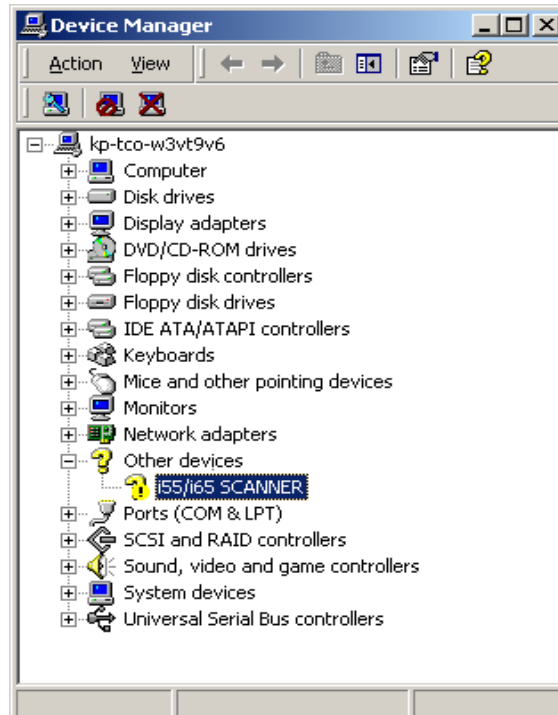 Device Manager
Action View
kp-tco-w3vt9v6
Computer
Disk drives
Display adapters
DVD/CD-ROM drives
Floppy disk controllers
Floppy disk drives
IDE ATA/ATAPI controllers
Keyboards
Mice and other pointing devices
Monitors
Network adapters
Other devices
i55/i65 SCANNER
Ports (COM & LPT)
SCSI and RAID controllers
Sound, video and game controllers
System devices
Universal Serial Bus controllers